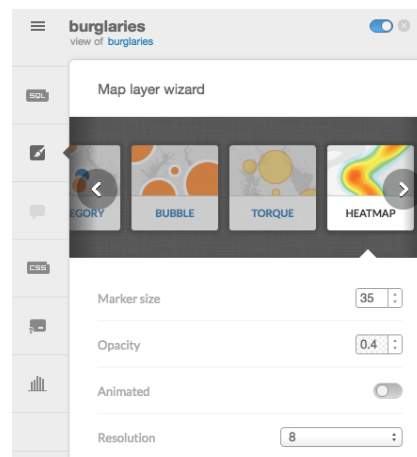 burglaries
view of burglaries
SQL
Map layer wizard
EGORY
BUBBLE
TORQUE
HEATMAP
CSS
Marker size
35
Opacity
0.4
Animated
Resolution
8